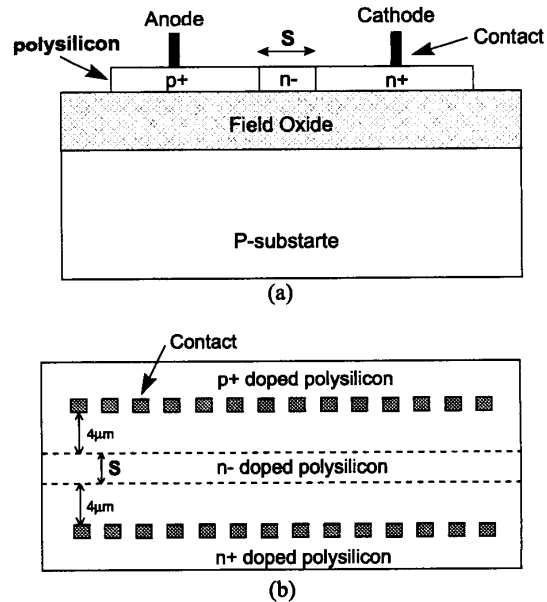 Anode
Cathode
polysilicon
S
Contact
p+
n-
n+
Field Oxide
P-substarte
(a)
Contact
p+ doped polysilicon
4μm
S
n- doped polysilicon
4μm
n+ doped polysilicon
(b)